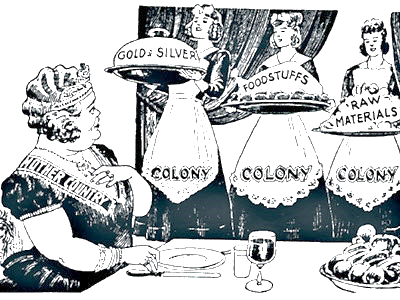 GOLD & SILVER
FOODSTUFFS
RAW
MATERIALS
MOTHER COUNTRY
COLONY
COLONY
COLONY